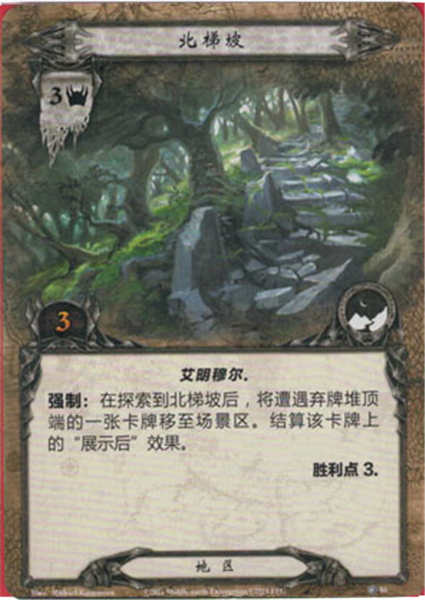 北梯坡
3
3
艾明穆尔.
强制：在探索到北梯坡后，将遭遇弃牌堆顶
端的一张卡牌移至场景区。结算该卡牌上
的“展示后”效果。
胜利点 3.
地区